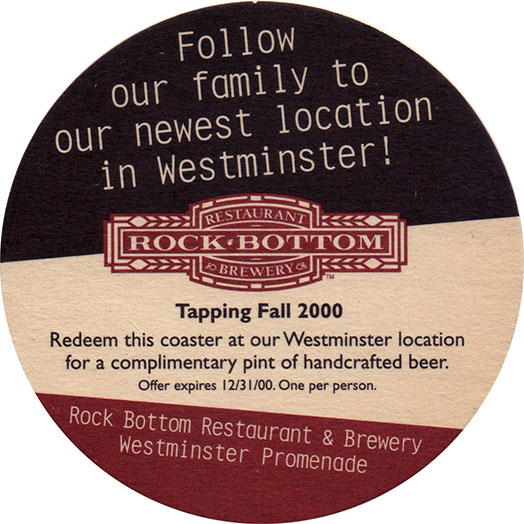 Follow
our family to
our newest location
in Westminster!
RESTAURANT
ROCK·BOTTOM
BREWERY
TM
Tapping Fall 2000
Redeem this coaster at our Westminster location
for a complimentary pint of handcrafted beer.
Offer expires 12/31/00. One per person.
Rock Bottom Restaurant & Brewery
Westminster Promenade